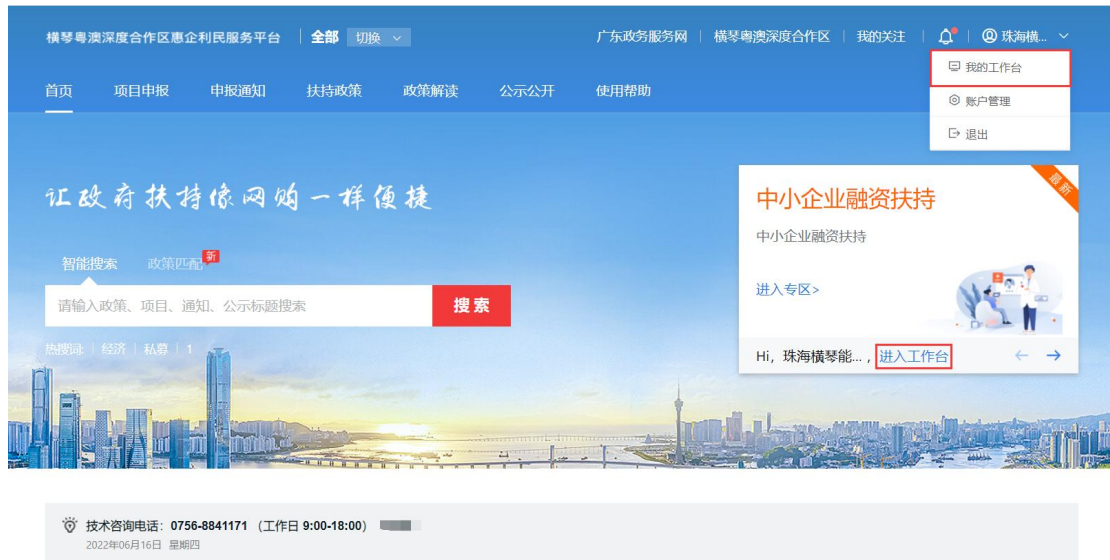 横琴粤澳深度合作区惠企利民服务平台 全部 切换 广东政务服务网 横琴粤澳深度合作区 我的关注 珠海横...
我的工作台
首页 项目申报 申报通知 扶持政策 政策解读 公示公开 使用帮助
账户管理
退出
最新
让政府扶持像网购一样便捷
中小企业融资扶持
中小企业融资扶持
智能搜索 政策匹配 新
进入专区>
请输入政策、项目、通知、公示标题搜索 搜索
热搜词 经济 私募 1
Hi，珠海横琴能...，进入工作台
技术咨询电话：0756-8841171 （工作日 9:00-18:00）
2022年06月16日 星期四